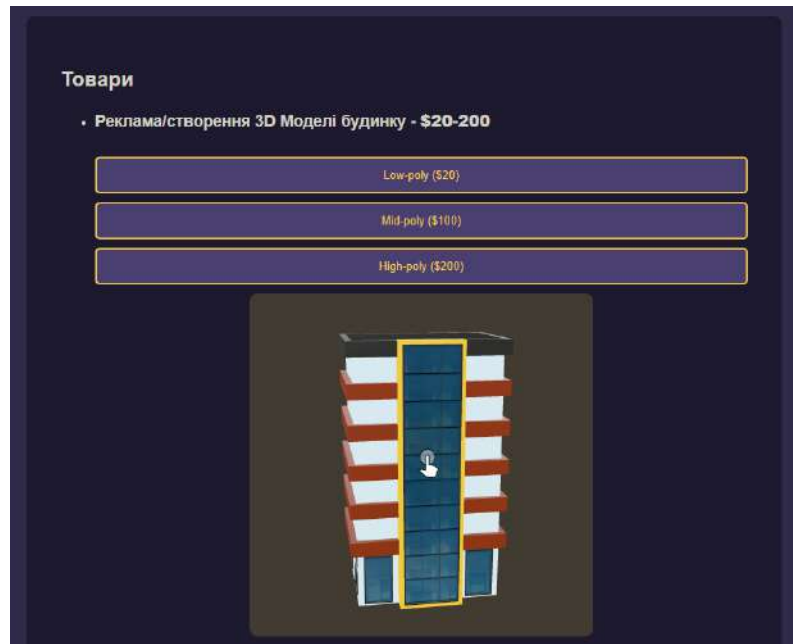 Товари
• Реклама/створення 3D Моделі будинку - $20-200
Low-poly ($20)
Mid-poly ($100)
High-poly ($200)